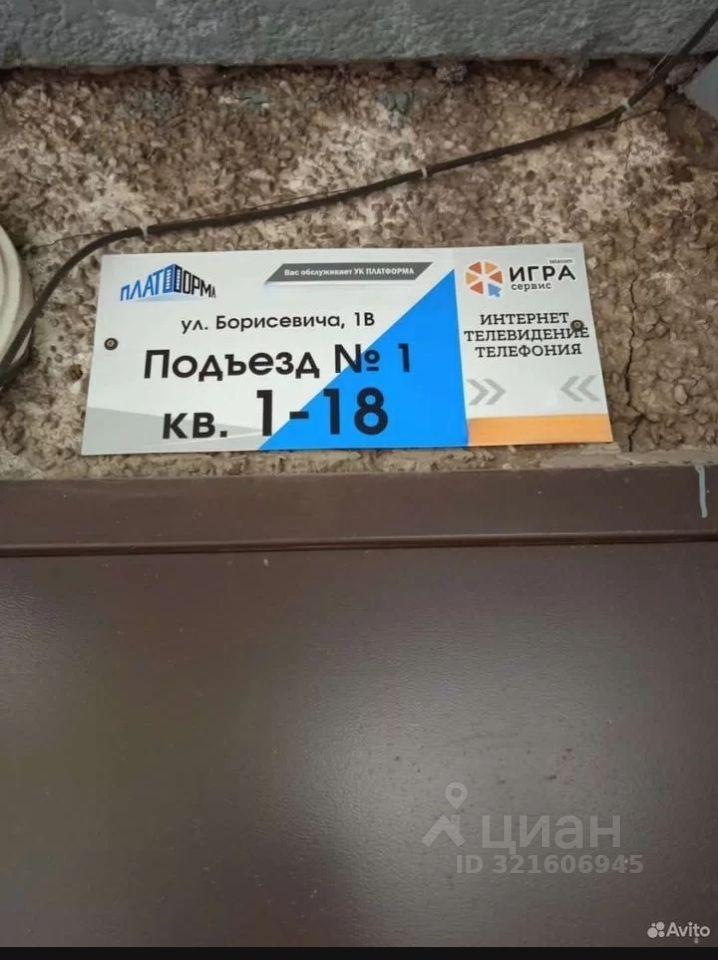 ПЛАТФОРМА
Вас обслуживает УК ПЛАТФОРМА
ул. Борисевича, 1В
Подъезд № 1
кв. 1-18
telecom
ИГРА
сервис
ИНТЕРНЕТ
ТЕЛЕВИДЕНИЕ
ТЕЛЕФОНИЯ
циан
ID 321606945
Avito